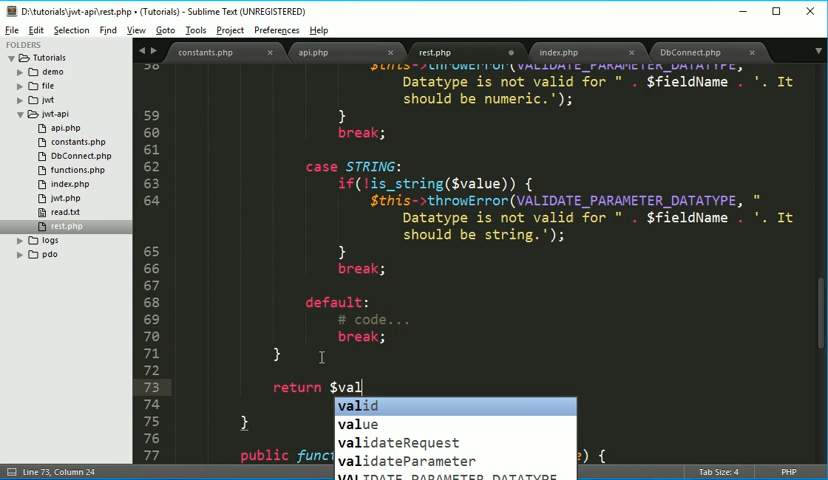 D:\tutorials\jwt-api\rest.php • (Tutorials) - Sublime Text (UNREGISTERED)
File Edit Selection Find View Goto Tools Project Preferences Help
FOLDERS
Tutorials
demo
file
jwt
jwt-api
api.php
constants.php
DbConnect.php
functions.php
index.php
jwt.php
read.txt
rest.php
logs
pdo
constants.php × api.php × rest.php • index.php × DbConnect.php ×
58 $this->throwError(VALIDATE_PARAMETER_DATATYPE, "
Datatype is not valid for " . $fieldName . '. It
should be numeric.');
59 }
60 break;
61
62 case STRING:
63 if(!is_string($value)) {
64 $this->throwError(VALIDATE_PARAMETER_DATATYPE, "
Datatype is not valid for " . $fieldName . '. It
should be string.');
65 }
66 break;
67
68 default:
69 # code...
70 break;
71 }
72
73 return $val
74
75 }
76
77 public func ) {
valid
value
validateRequest
validateParameter
VALIDATE_PARAMETER_DATATYPE
Line 73, Column 24 Tab Size: 4 PHP